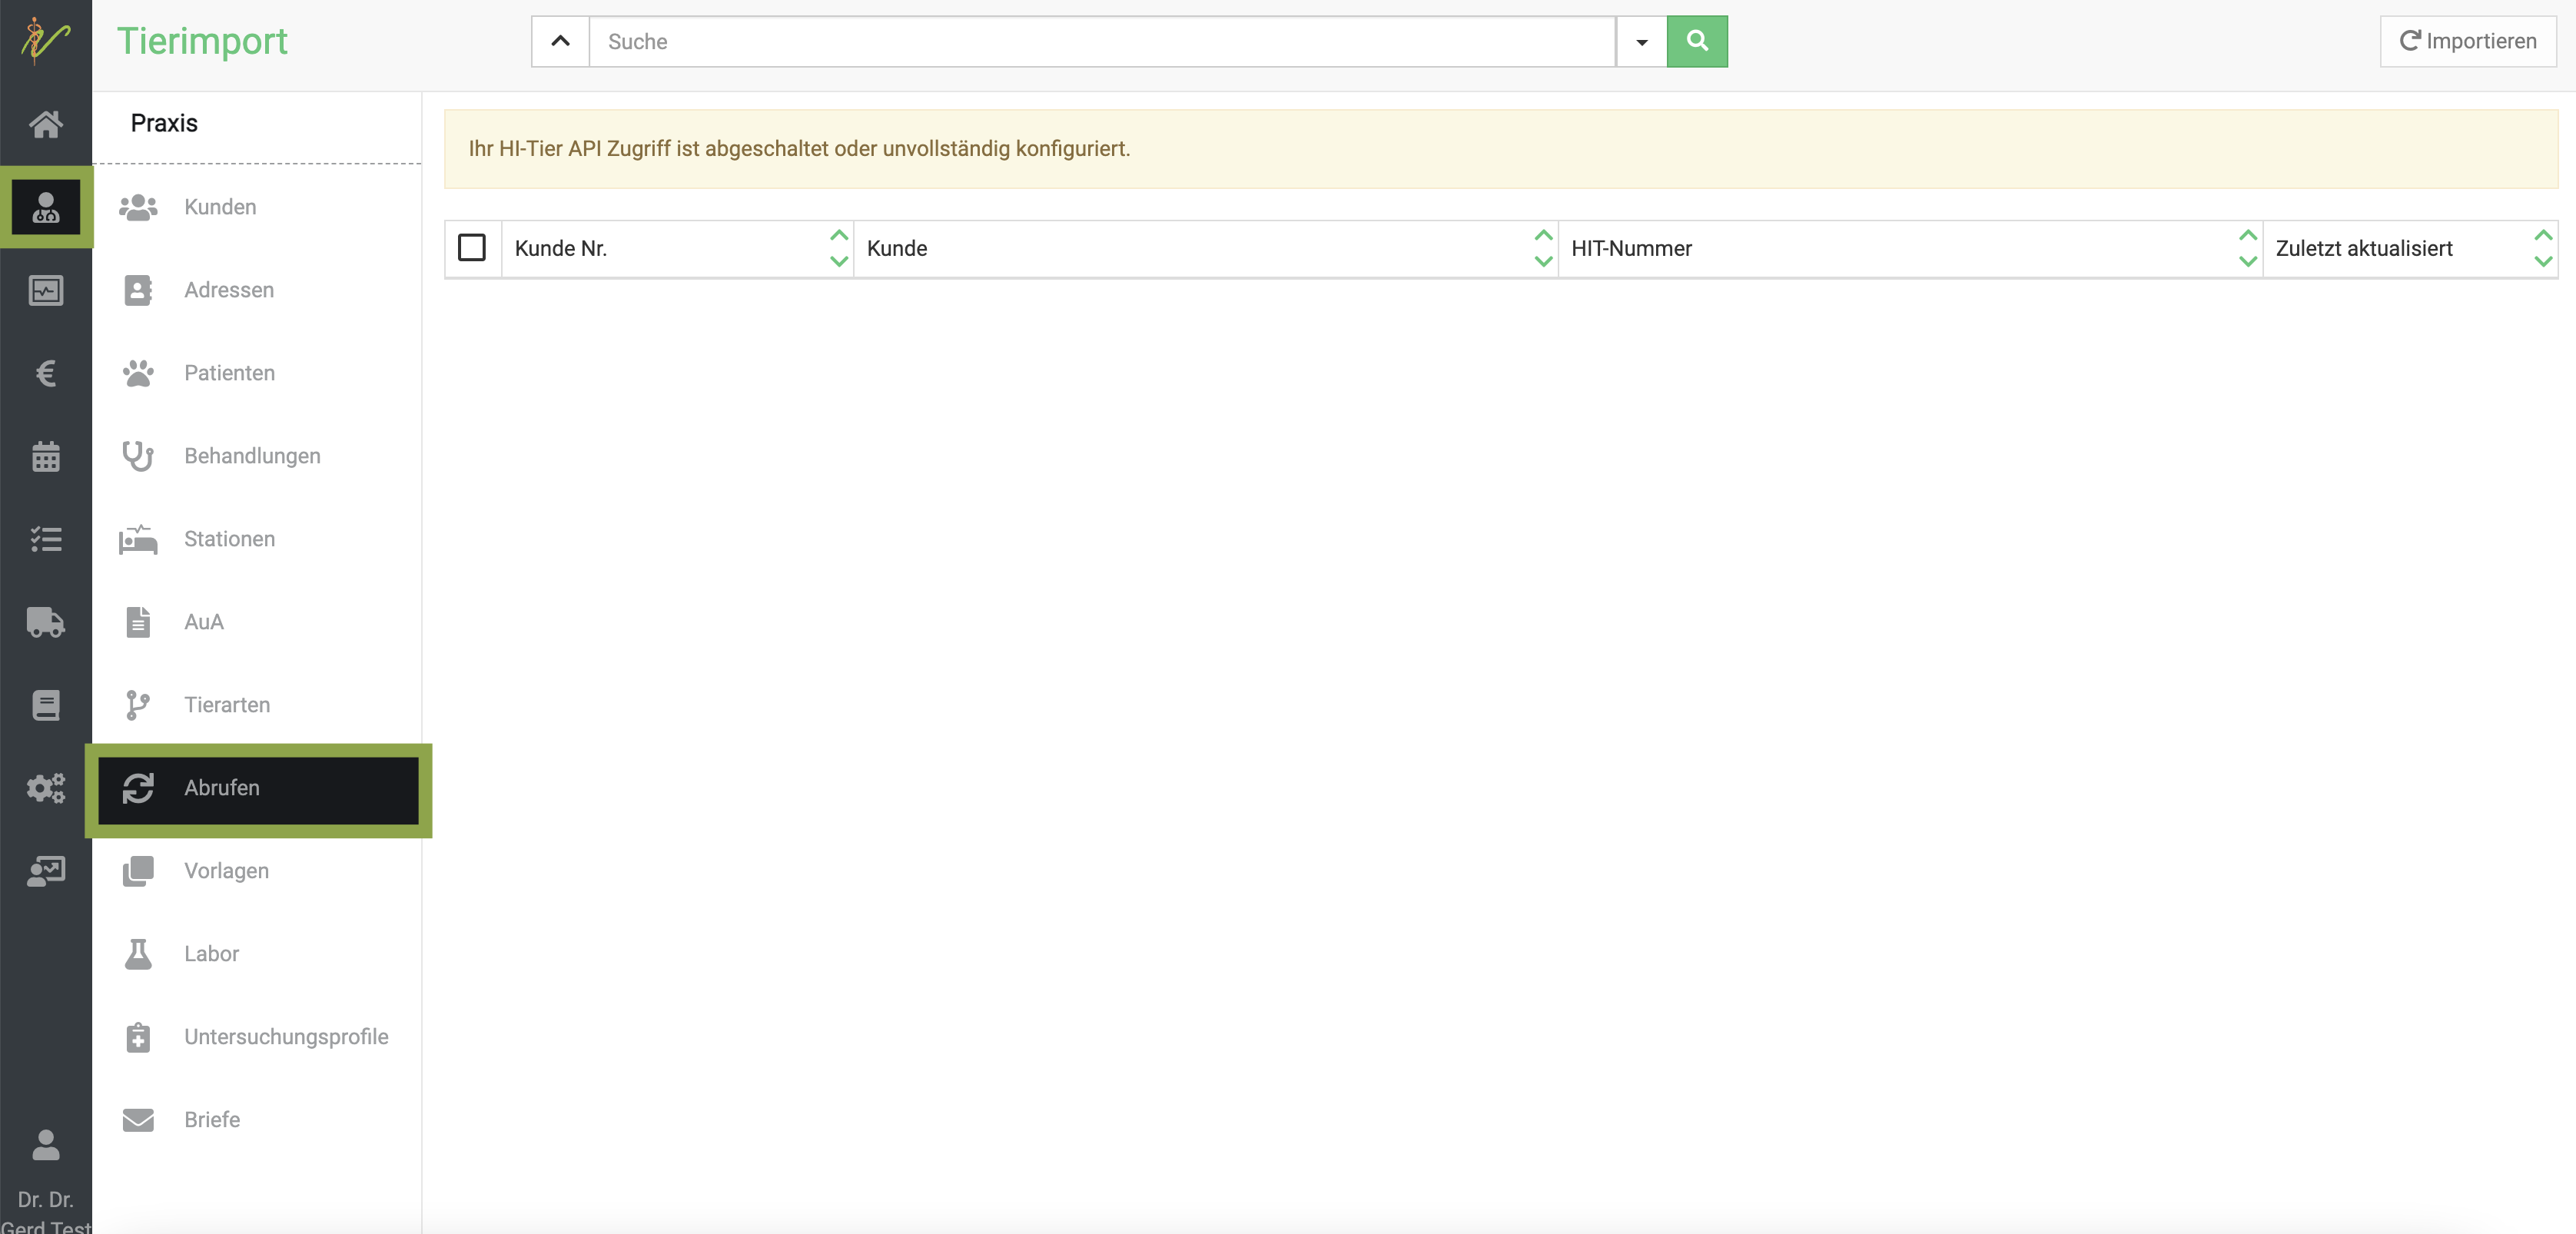 Tierimport
Suche
Importieren
Praxis
Kunden
Adressen
Patienten
Behandlungen
Stationen
AuA
Tierarten
Abrufen
Vorlagen
Labor
Untersuchungsprofile
Briefe
Dr. Dr.
Gerd Test
Ihr HI-Tier API Zugriff ist abgeschaltet oder unvollständig konfiguriert.
Kunde Nr. Kunde HIT-Nummer Zuletzt aktualisiert